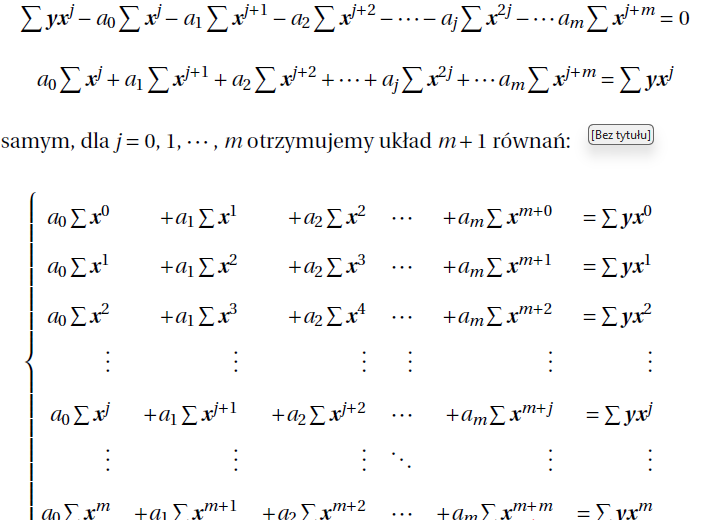 ∑ yx^j − a_0 ∑ x^j − a_1 ∑ x^{j+1} − a_2 ∑ x^{j+2} − ⋯ − a_j ∑ x^{2j} − ⋯ a_m ∑ x^{j+m} = 0
a_0 ∑ x^j + a_1 ∑ x^{j+1} + a_2 ∑ x^{j+2} + ⋯ + a_j ∑ x^{2j} + ⋯ a_m ∑ x^{j+m} = ∑ yx^j
samym, dla j = 0, 1, ⋯ , m otrzymujemy układ m + 1 równań: [Bez tytułu]
a_0 ∑ x^0 +a_1 ∑ x^1 +a_2 ∑ x^2 ⋯ +a_m ∑ x^{m+0} = ∑ yx^0
a_0 ∑ x^1 +a_1 ∑ x^2 +a_2 ∑ x^3 ⋯ +a_m ∑ x^{m+1} = ∑ yx^1
a_0 ∑ x^2 +a_1 ∑ x^3 +a_2 ∑ x^4 ⋯ +a_m ∑ x^{m+2} = ∑ yx^2
⋮ ⋮ ⋮ ⋮ ⋮ ⋮
a_0 ∑ x^j +a_1 ∑ x^{j+1} +a_2 ∑ x^{j+2} ⋯ +a_m ∑ x^{m+j} = ∑ yx^j
⋮ ⋮ ⋮ ⋱ ⋮ ⋮
a_0 ∑ x^m +a_1 ∑ x^{m+1} +a_2 ∑ x^{m+2} ⋯ +a_m ∑ x^{m+m} = ∑ yx^m